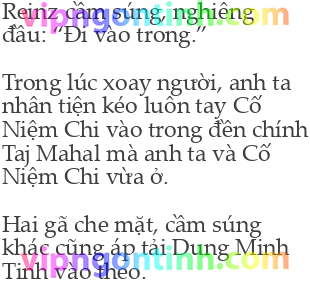 Reinz cầm súng, nghiêng
đầu: “Đi vào trong.”
Trong lúc xoay người, anh ta
nhân tiện kéo luôn tay Cố
Niệm Chi vào trong đền chính
Taj Mahal mà anh ta và Cố
Niệm Chi vừa ở.
Hai gã che mặt, cầm súng
khác cũng áp tải Dung Minh
Tinh vào theo.
vipngontinh.com
vipngontinh.com